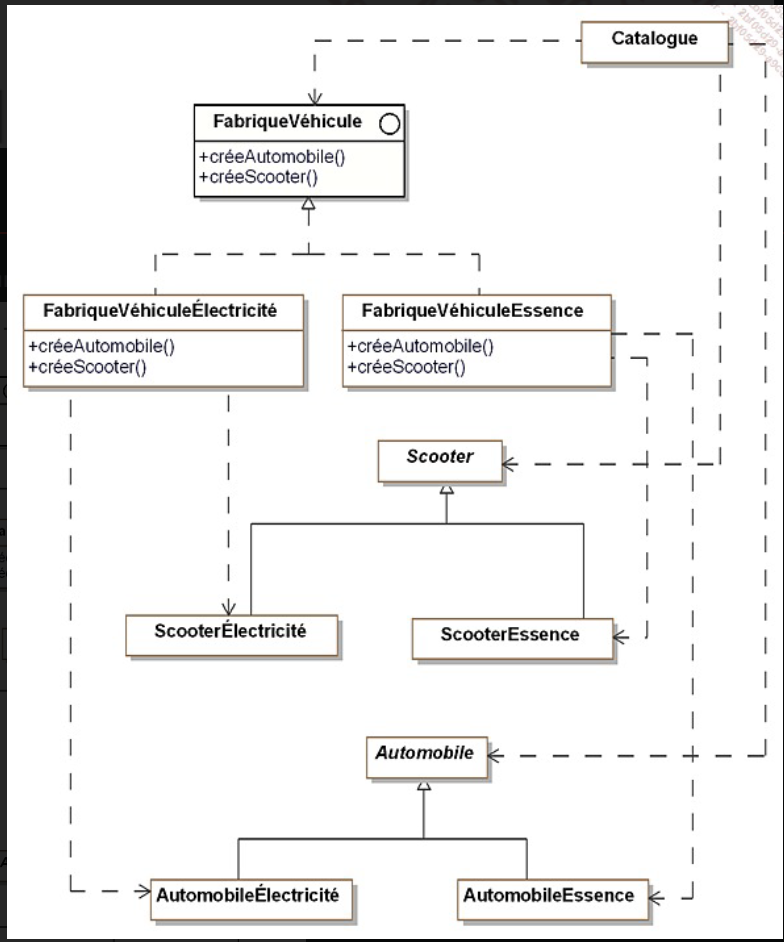 Catalogue
FabriqueVéhicule
+créeAutomobile()
+créeScooter()
FabriqueVéhiculeÉlectricité
+créeAutomobile()
+créeScooter()
FabriqueVéhiculeEssence
+créeAutomobile()
+créeScooter()
Scooter
ScooterÉlectricité
ScooterEssence
Automobile
AutomobileÉlectricité
AutomobileEssence